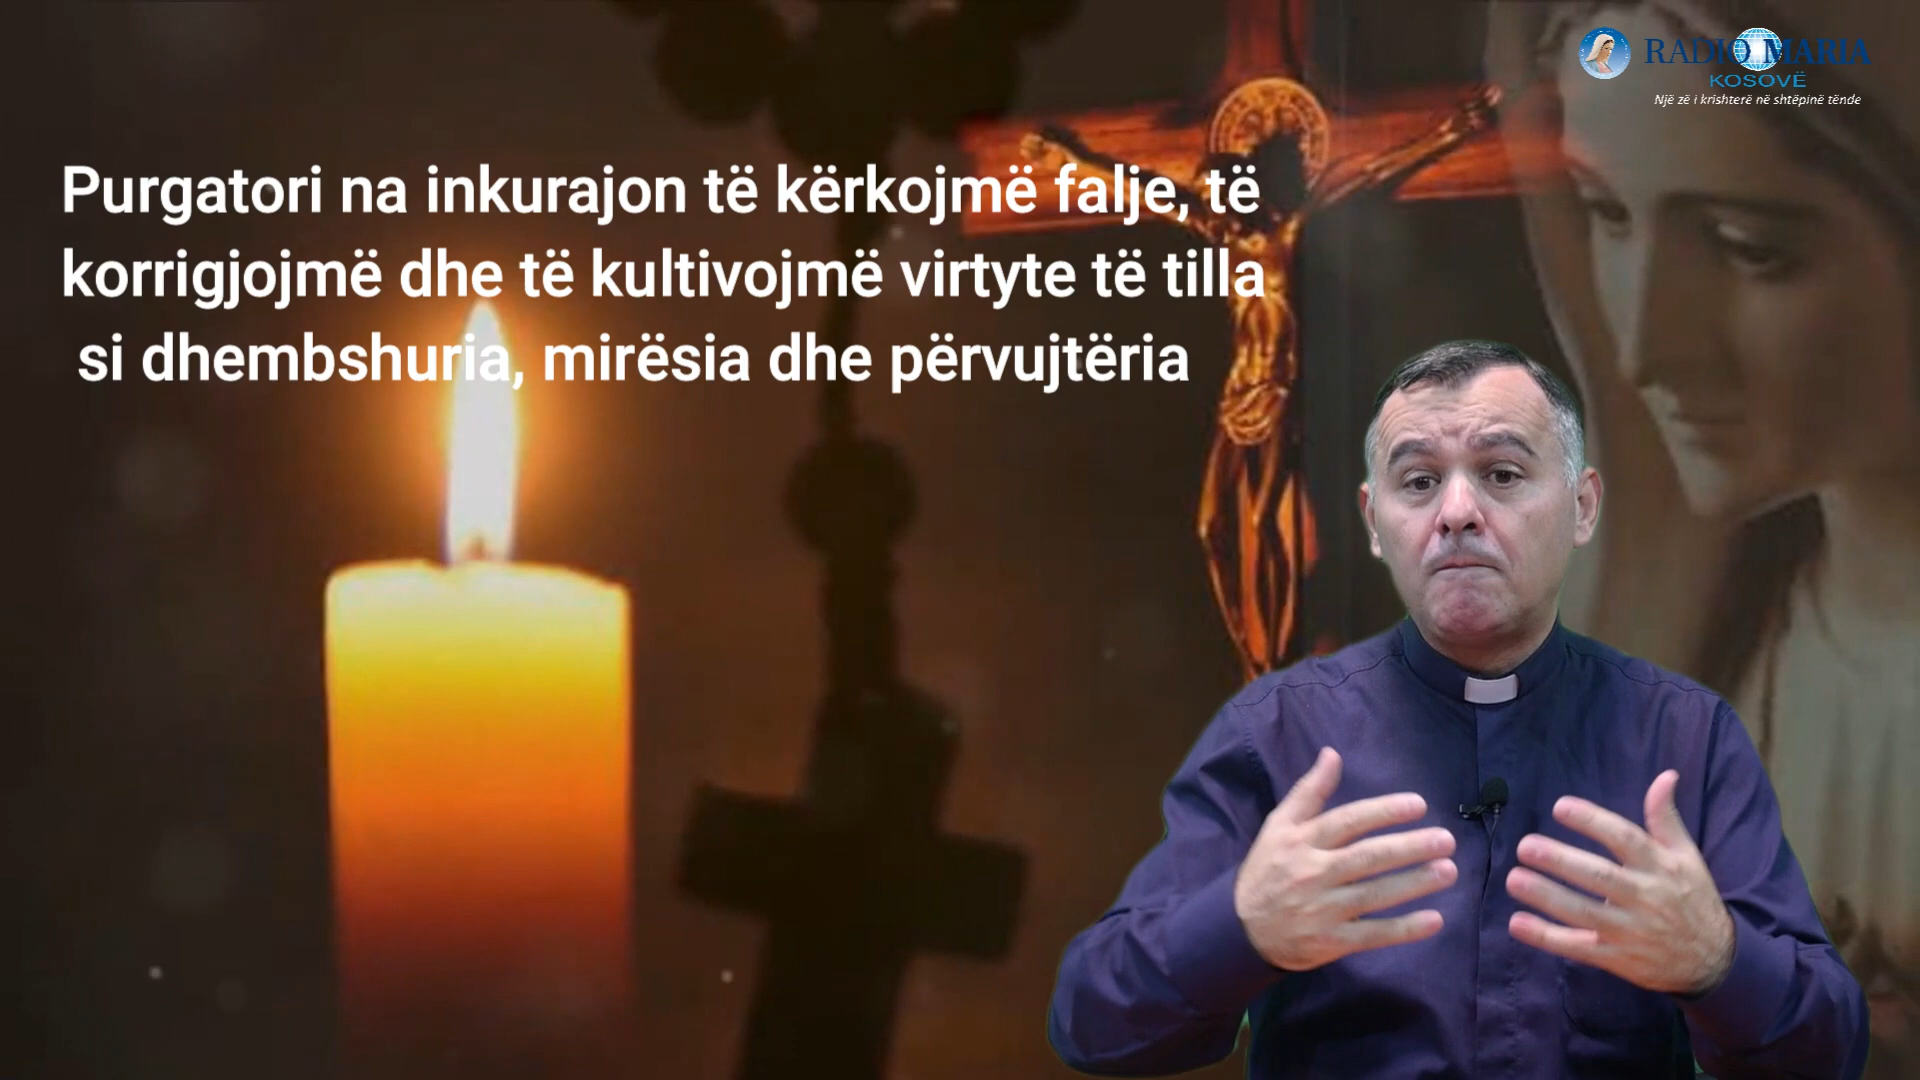 RADIO MARIA
KOSOVË
Një zë i krishterë në shtëpinë tënde
Purgatori na inkurajon të kërkojmë falje, të
korrigjojmë dhe të kultivojmë virtyte të tilla
si dhembshuria, mirësia dhe përvujtëria